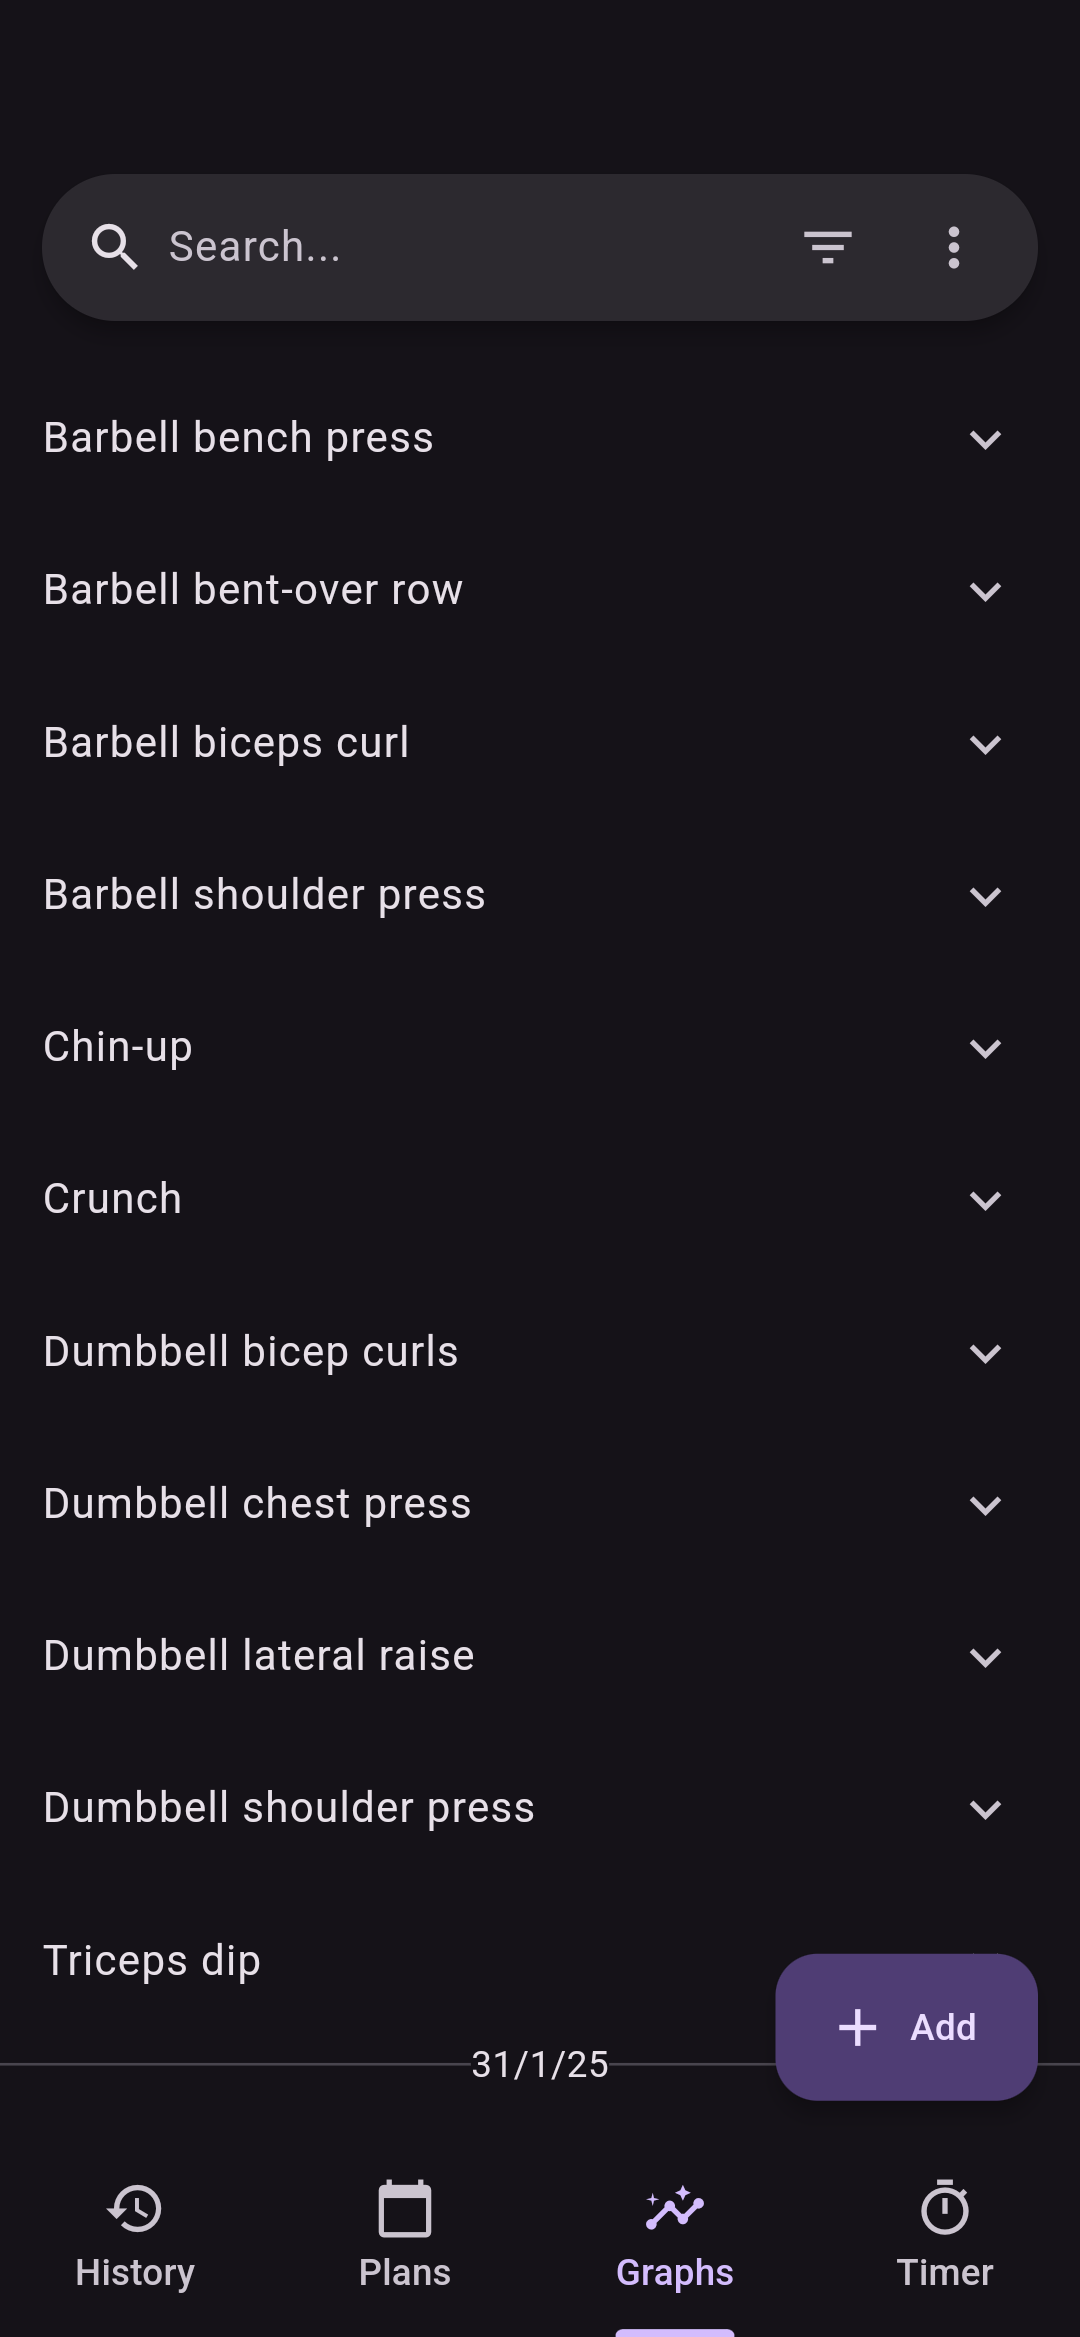 Search...
Barbell bench press
Barbell bent-over row
Barbell biceps curl
Barbell shoulder press
Chin-up
Crunch
Dumbbell bicep curls
Dumbbell chest press
Dumbbell lateral raise
Dumbbell shoulder press
Triceps dip
Add
31/1/25
History
Plans
Graphs
Timer